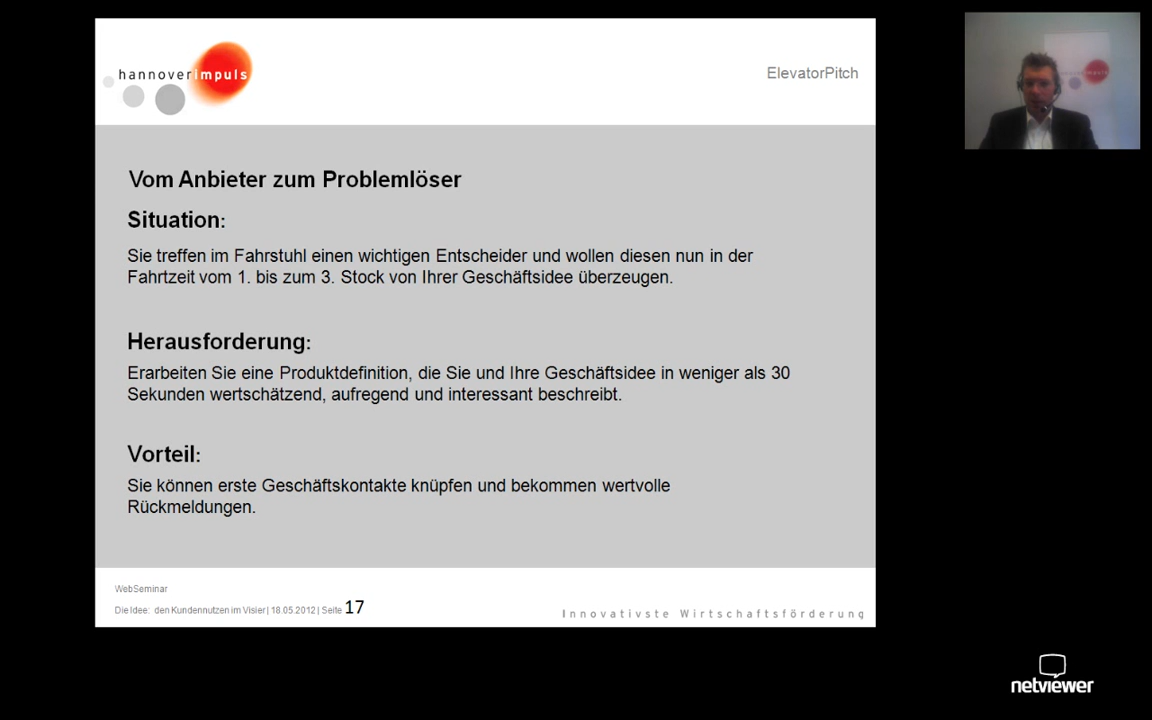 hannoverimpuls
ElevatorPitch
Vom Anbieter zum Problemlöser
Situation:
Sie treffen im Fahrstuhl einen wichtigen Entscheider und wollen diesen nun in der
Fahrtzeit vom 1. bis zum 3. Stock von Ihrer Geschäftsidee überzeugen.
Herausforderung:
Erarbeiten Sie eine Produktdefinition, die Sie und Ihre Geschäftsidee in weniger als 30
Sekunden wertschätzend, aufregend und interessant beschreibt.
Vorteil:
Sie können erste Geschäftskontakte knüpfen und bekommen wertvolle
Rückmeldungen.
WebSeminar
Die Idee: den Kundennutzen im Visier | 18.05.2012 | Seite 17
Innovativste Wirtschaftsförderung
netviewer